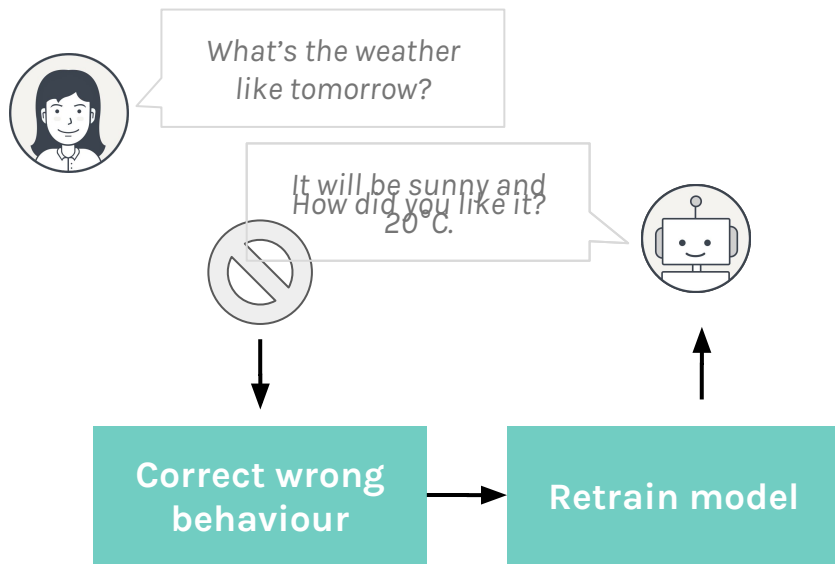 What’s the weather
like tomorrow?
It will be sunny and
How did you like it?
20°C.
Correct wrong
behaviour
Retrain model